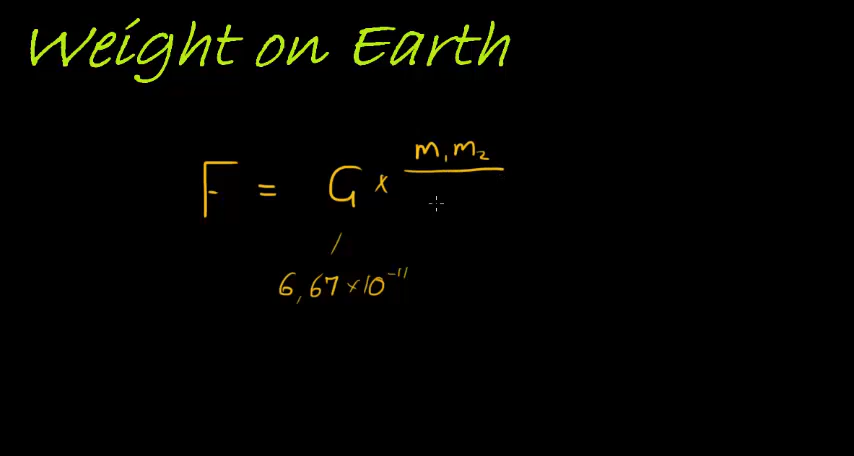 Weight on Earth
F = G × m₁m₂
6,67×10⁻¹¹